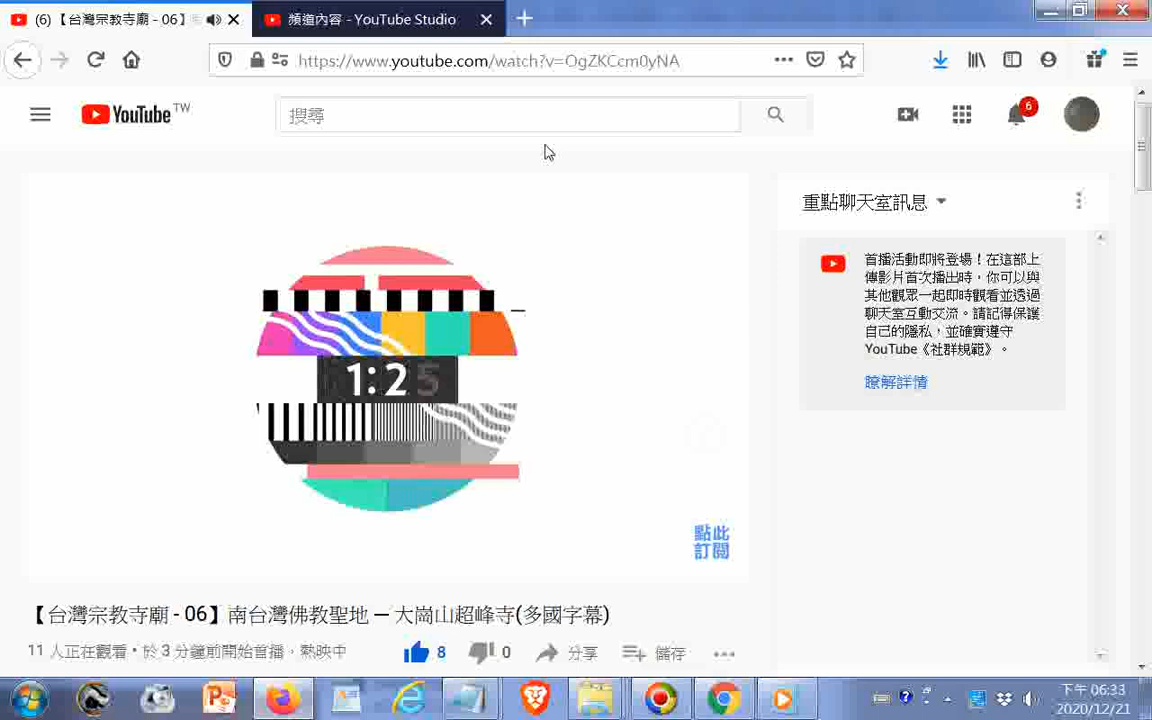 (6)【台灣宗教寺廟 - 06】
頻道內容 - YouTube Studio
https://www.youtube.com/watch?v=OgZKCcm0yNA
YouTube TW
搜尋
6
重點聊天室訊息
首播活動即將登場！在這部上
傳影片首次播出時，你可以與
其他觀眾一起即時觀看並透過
聊天室互動交流。請記得保護
自己的隱私，並確實遵守
YouTube《社群規範》。
瞭解詳情
1:25
點此
訂閱
【台灣宗教寺廟 - 06】南台灣佛教聖地 — 大崗山超峰寺(多國字幕)
11 人正在觀看 • 於 3 分鐘前開始首播，熱映中
8
0
分享
儲存
下午 06:33
2020/12/21